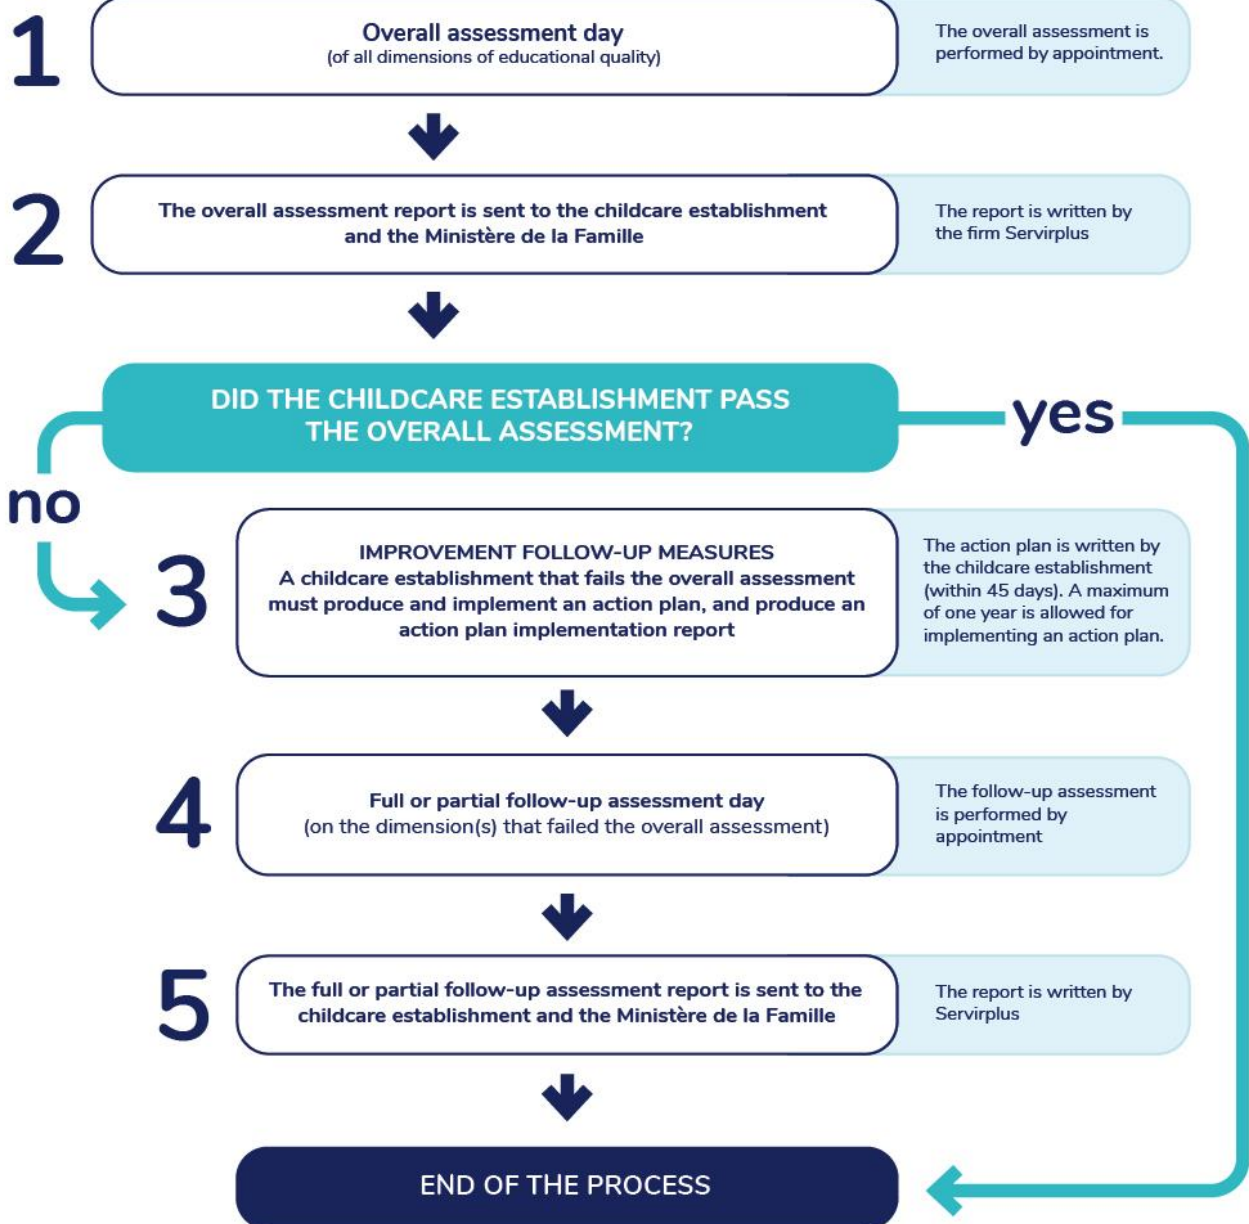 1
Overall assessment day
(of all dimensions of educational quality)
The overall assessment is
performed by appointment.
2
The overall assessment report is sent to the childcare establishment
and the Ministère de la Famille
The report is written by
the firm Servirplus
DID THE CHILDCARE ESTABLISHMENT PASS
THE OVERALL ASSESSMENT?
yes
no
3
IMPROVEMENT FOLLOW-UP MEASURES
A childcare establishment that fails the overall assessment
must produce and implement an action plan, and produce an
action plan implementation report
The action plan is written by
the childcare establishment
(within 45 days). A maximum
of one year is allowed for
implementing an action plan.
4
Full or partial follow-up assessment day
(on the dimension(s) that failed the overall assessment)
The follow-up assessment
is performed by
appointment
5
The full or partial follow-up assessment report is sent to the
childcare establishment and the Ministère de la Famille
The report is written by
Servirplus
END OF THE PROCESS